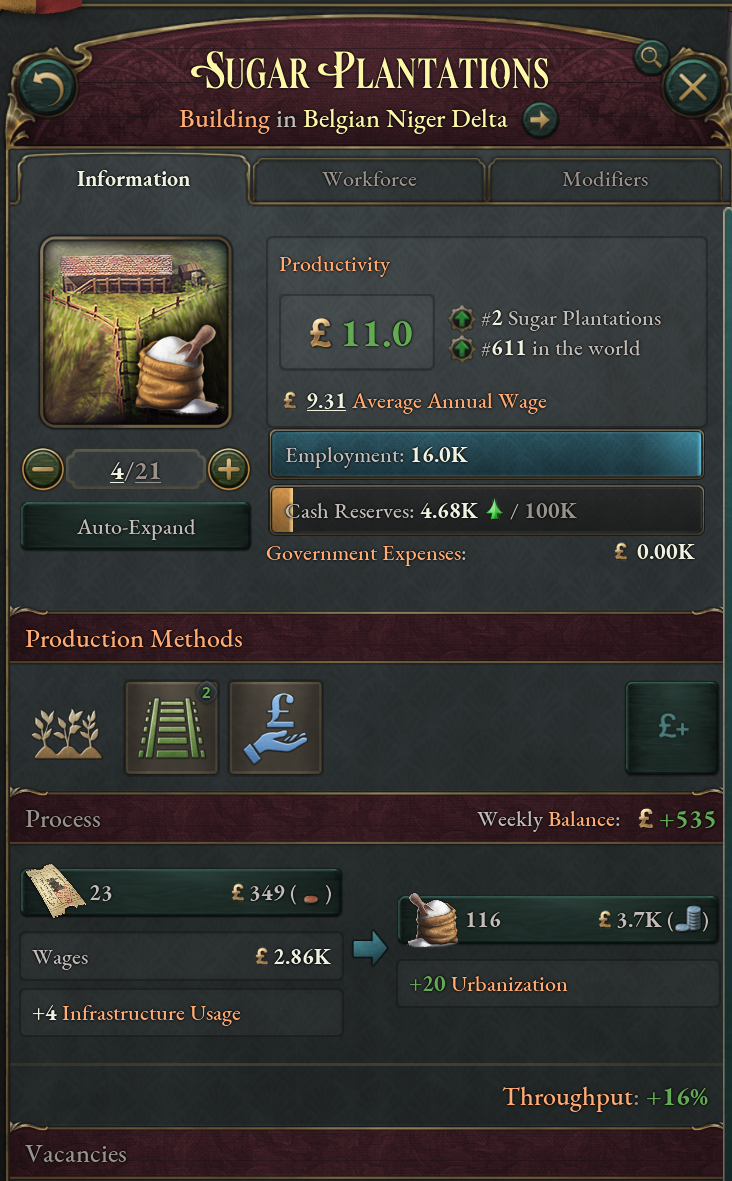 Sugar Plantations
Building in Belgian Niger Delta
Information
Workforce
Modifiers
Productivity
£ 11.0
#2 Sugar Plantations
#611 in the world
£ 9.31 Average Annual Wage
4/21
Employment: 16.0K
Auto-Expand
Cash Reserves: 4.68K / 100K
Government Expenses: £ 0.00K
Production Methods
2
£
£+
Process
Weekly Balance: £ +535
23 £ 349 ( )
116 £ 3.7K ( )
Wages £ 2.86K
+20 Urbanization
+4 Infrastructure Usage
Throughput: +16%
Vacancies